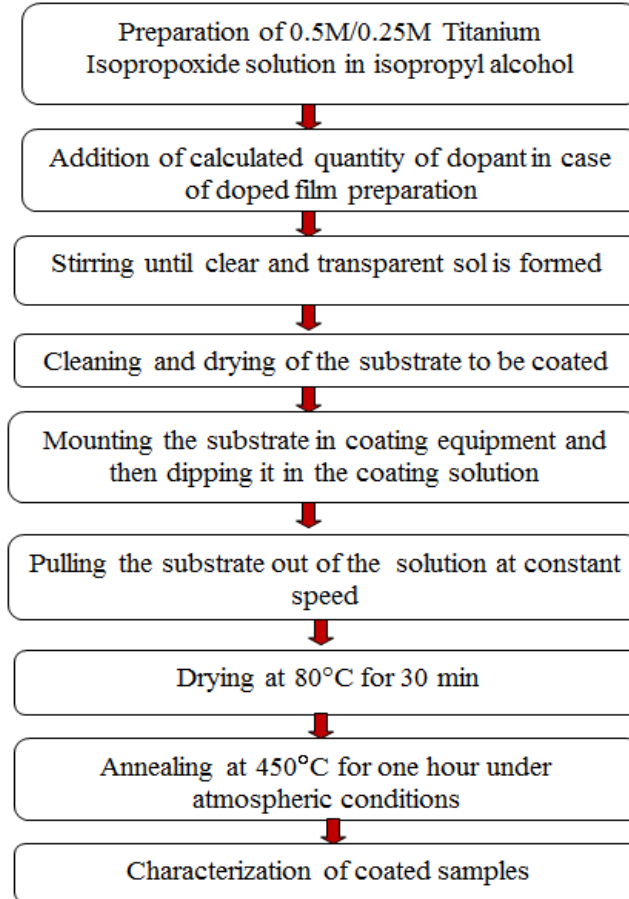 Preparation of 0.5M/0.25M Titanium
Isopropoxide solution in isopropyl alcohol
Addition of calculated quantity of dopant in case
of doped film preparation
Stirring until clear and transparent sol is formed
Cleaning and drying of the substrate to be coated
Mounting the substrate in coating equipment and
then dipping it in the coating solution
Pulling the substrate out of the solution at constant
speed
Drying at 80°C for 30 min
Annealing at 450°C for one hour under
atmospheric conditions
Characterization of coated samples